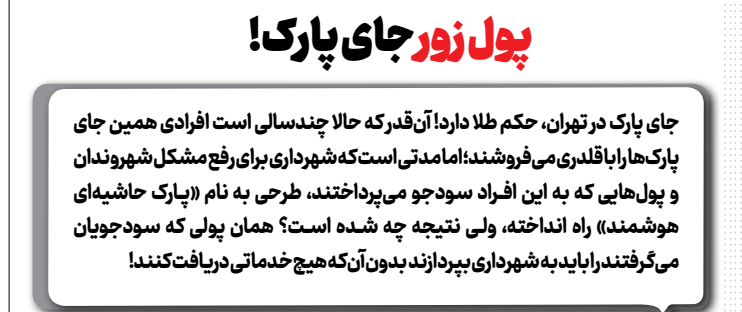 پول زور جای پارک!
جای پارک در تهران، حکم طلا دارد! آن‌قدر که حالا چندسالی است افرادی همین جای
پارک‌ها را با قلدری می‌فروشند؛ اما مدتی است که شهرداری برای رفع مشکل شهروندان
و پول‌هایی که به این افراد سودجو می‌پرداختند، طرحی به نام «پارک حاشیه‌ای
هوشمند» راه انداخته، ولی نتیجه چه شده است؟ همان پولی که سودجویان
می‌گرفتند را باید به شهرداری بپردازند بدون آن‌که هیچ خدماتی دریافت کنند!